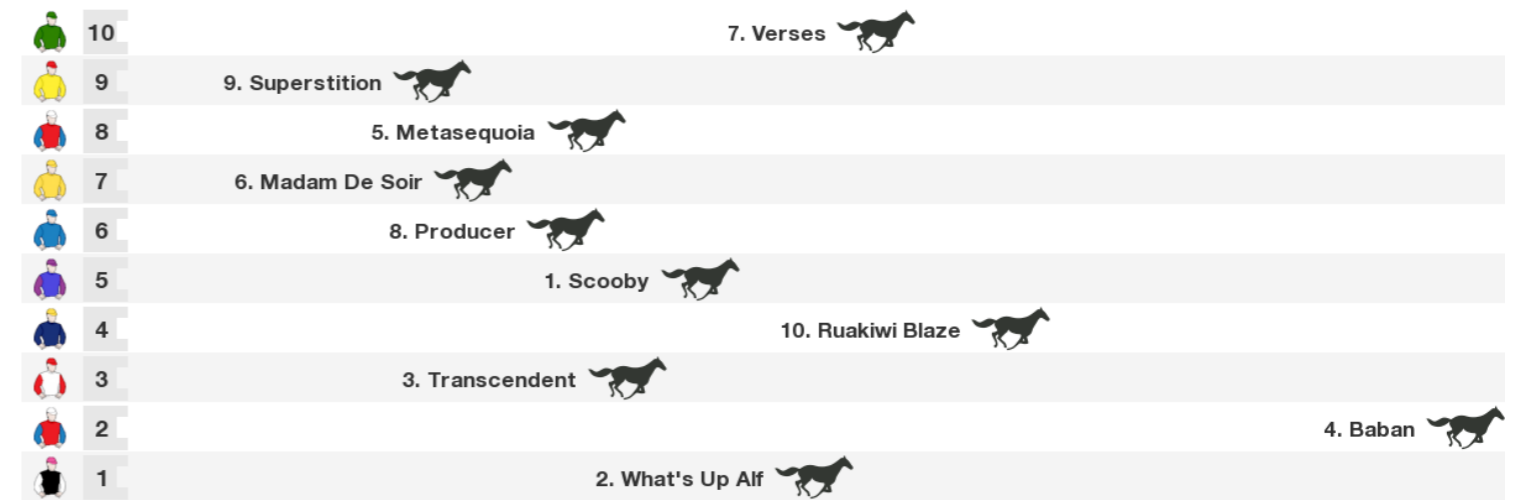 10 7. Verses
9 9. Superstition
8 5. Metasequoia
7 6. Madam De Soir
6 8. Producer
5 1. Scooby
4 10. Ruakiwi Blaze
3 3. Transcendent
2 4. Baban
1 2. What's Up Alf